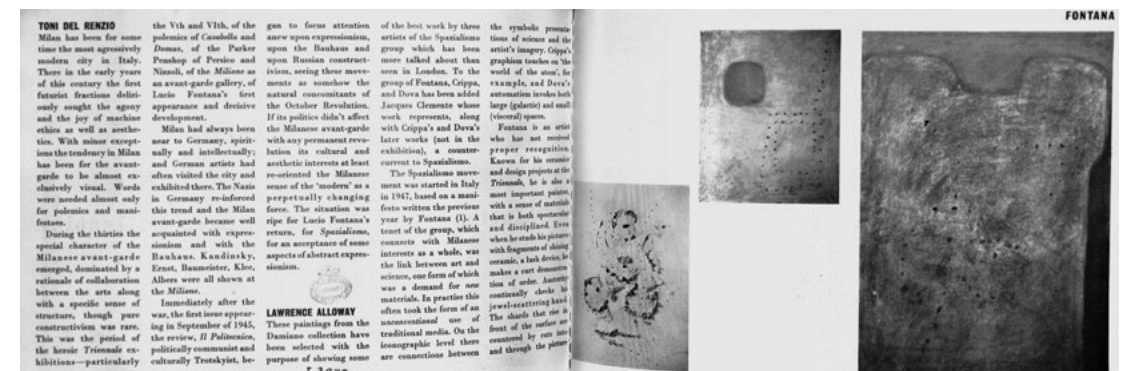 TONI DEL RENZIO
Milan has been for some
time the most agressively
modern city in Italy.
There in the early years
of this century the first
futurist fractions deliri-
ously sought the agony
and the joy of machine
ethics as well as aesthe-
tics. With minor except-
ions the tendency in Milan
has been for the avant-
garde to be almost ex-
clusively visual. Words
were needed almost only
for polemics and mani-
festoes.
During the thirties the
special character of the
Milanese avant-garde
emerged, dominated by a
rationale of collaboration
between the arts along
with a specific sense of
structure, though pure
constructivism was rare.
This was the period of
the heroic Triennale ex-
hibitions—particularly
the Vth and VIth, of the
polemics of Casabella and
Domus, of the Parker
Penshop of Persico and
Nizzoli, of the Milione as
an avant-garde gallery, of
Lucio Fontana's first
appearance and decisive
development.
Milan had always been
near to Germany, spirit-
ually and intellectually;
and German artists had
often visited the city and
exhibited there. The Nazis
in Germany re-inforced
this trend and the Milan
avant-garde became well
acquainted with expres-
sionism and with the
Bauhaus. Kandinsky,
Ernst, Baumeister, Klee,
Albers were all shown at
the Milione.
Immediately after the
war, the first issue appear-
ing in September of 1945,
the review, Il Politecnico,
politically communist and
culturally Trotskyist, be-
gan to focus attention
anew upon expressionism,
upon the Bauhaus and
upon Russian construct-
ivism, seeing these move-
ments as somehow the
natural concomitants of
the October Revolution.
If its politics didn't affect
the Milanese avant-garde
with any permanent revo-
lution its cultural and
aesthetic interests at least
re-oriented the Milanese
sense of the 'modern' as a
perpetually changing
force. The situation was
ripe for Lucio Fontana's
return, for Spazialismo,
for an acceptance of some
aspects of abstract expres-
sionism.
LAWRENCE ALLOWAY
These paintings from the
Damiano collection have
been selected with the
purpose of showing some
of the best work by three
artists of the Spazialismo
group which has been
more talked about than
seen in London. To the
group of Fontana, Crippa,
and Dova has been added
Jacques Clemente whose
work represents, along
with Crippa's and Dova's
later works (not in the
exhibition), a counter-
current to Spazialismo.
The Spazialismo move-
ment was started in Italy
in 1947, based on a mani-
festo written the previous
year by Fontana (1). A
tenet of the group, which
connects with Milanese
interests as a whole, was
the link between art and
science, one form of which
was a demand for new
materials. In practise this
often took the form of an
unconventional use of
traditional media. On the
iconographic level there
are connections between
the symbolic presenta-
tions of science and the
artist's imagery. Crippa's
graphism touches on 'the
world of the atom', for
example, and Dova's
automatism invokes both
large (galactic) and small
(visceral) spaces.
Fontana is an artist
who has not received
proper recognition.
Known for his ceramics
and design projects at the
Triennale, he is also a
most important painter,
with a sense of materials
that is both spectacular
and disciplined. Even
when he studs his pictures
with fragments of shining
ceramic, a lush device, he
makes a curt demonstra-
tion of order. Austerity
continually checks his
jewel-scattering hand.
The shards that rise in
front of the surface are
countered by cuts into
and through the picture
FONTANA